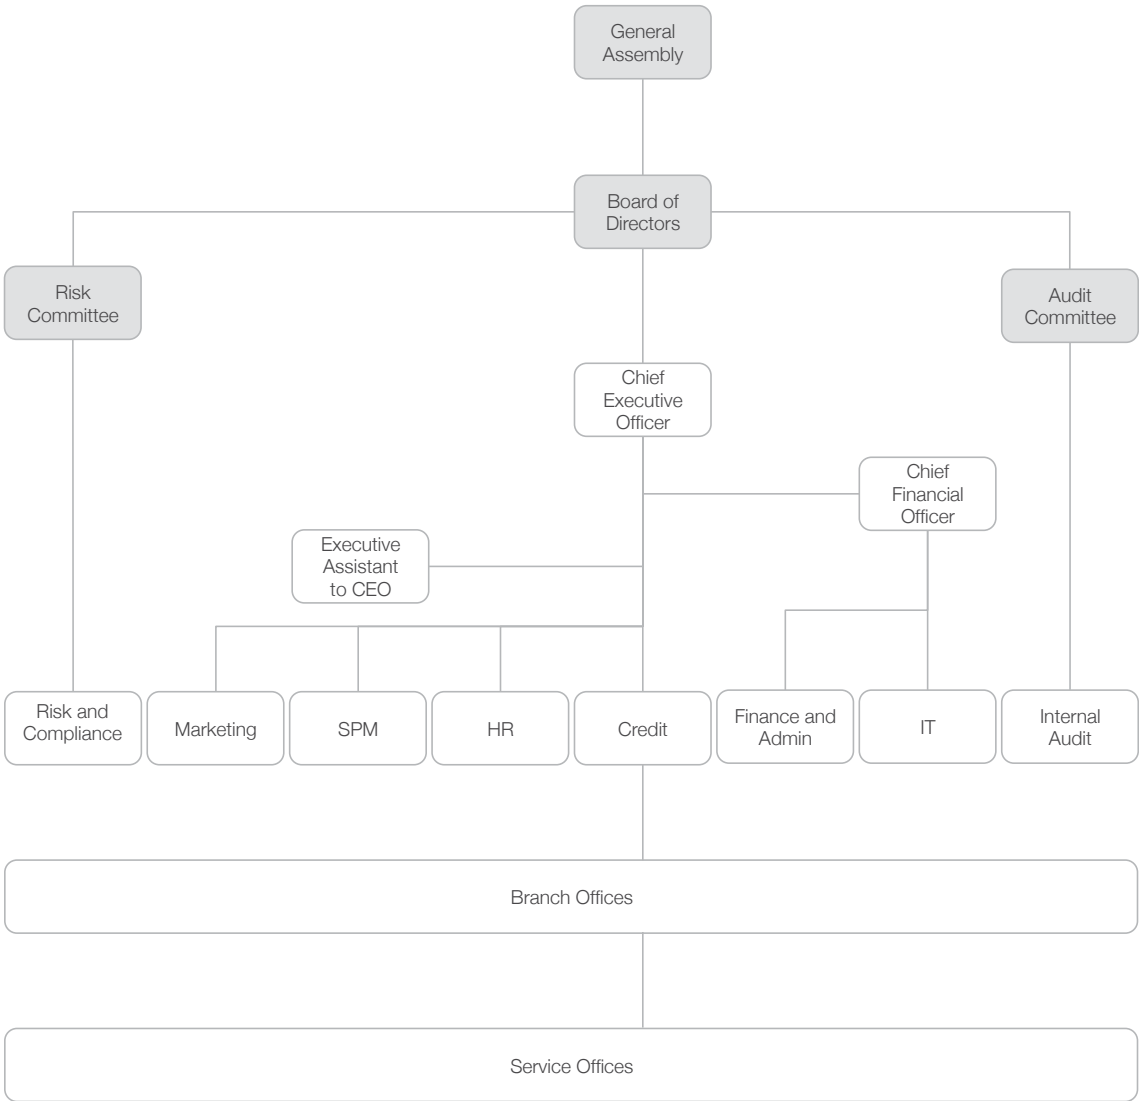 General
Assembly
Board of
Directors
Risk
Committee
Audit
Committee
Chief
Executive
Officer
Chief
Financial
Officer
Executive
Assistant
to CEO
Risk and
Compliance
Marketing
SPM
HR
Credit
Finance and
Admin
IT
Internal
Audit
Branch Offices
Service Offices